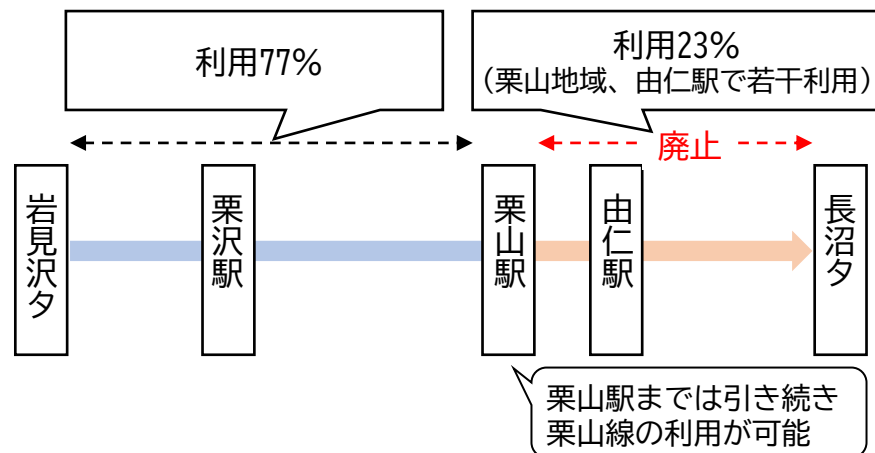 利用77%
利用23%
（栗山地域、由仁駅で若干利用）
廃止
岩見沢タ
栗沢駅
栗山駅
由仁駅
長沼タ
栗山駅までは引き続き
栗山線の利用が可能